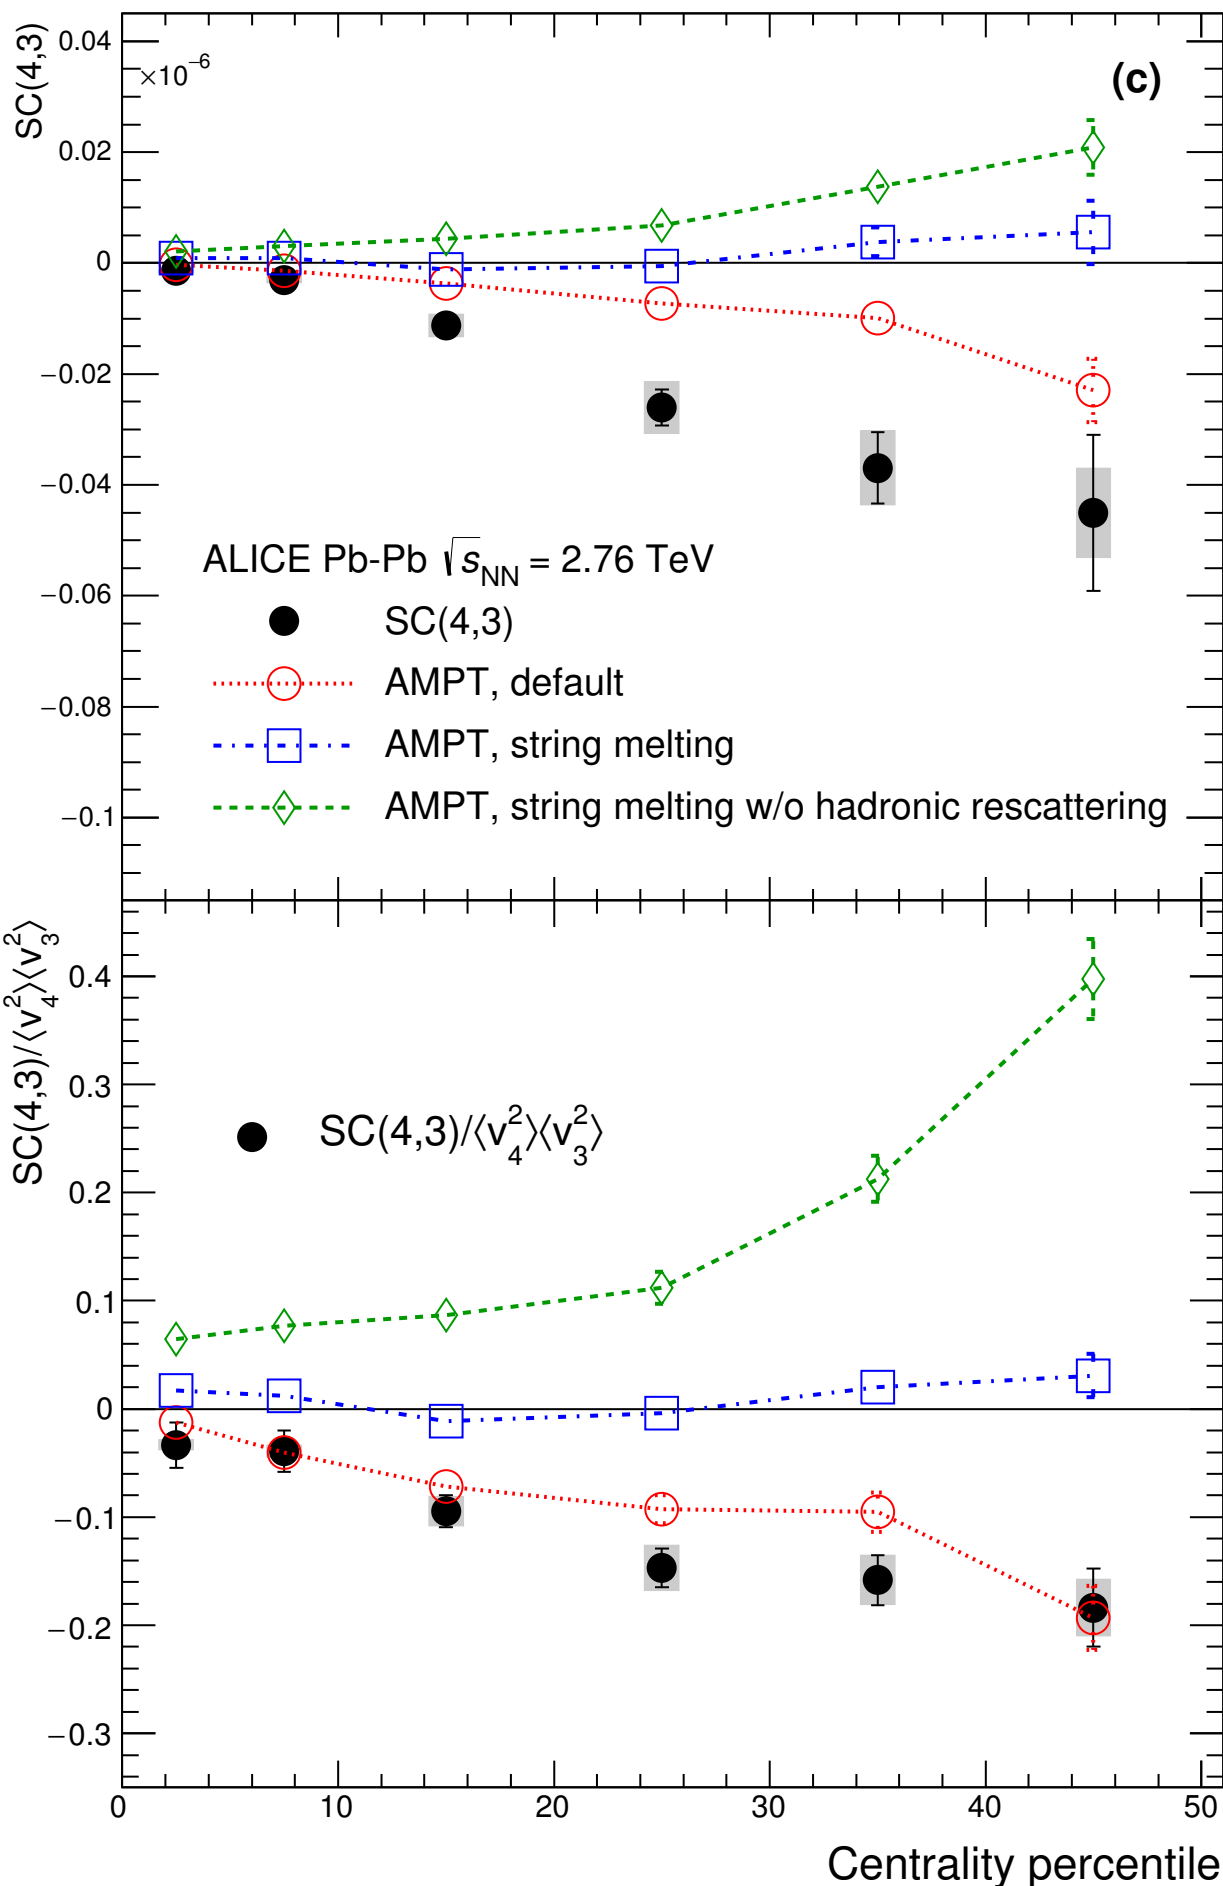 SC(4,3)
×10⁻⁶
(c)
0.04
0.02
0
−0.02
−0.04
−0.06
−0.08
−0.1
ALICE Pb-Pb √s_NN = 2.76 TeV
SC(4,3)
AMPT, default
AMPT, string melting
AMPT, string melting w/o hadronic rescattering
SC(4,3)/⟨v₄²⟩⟨v₃²⟩
0.4
0.3
0.2
0.1
0
−0.1
−0.2
−0.3
SC(4,3)/⟨v₄²⟩⟨v₃²⟩
0 10 20 30 40 50
Centrality percentile